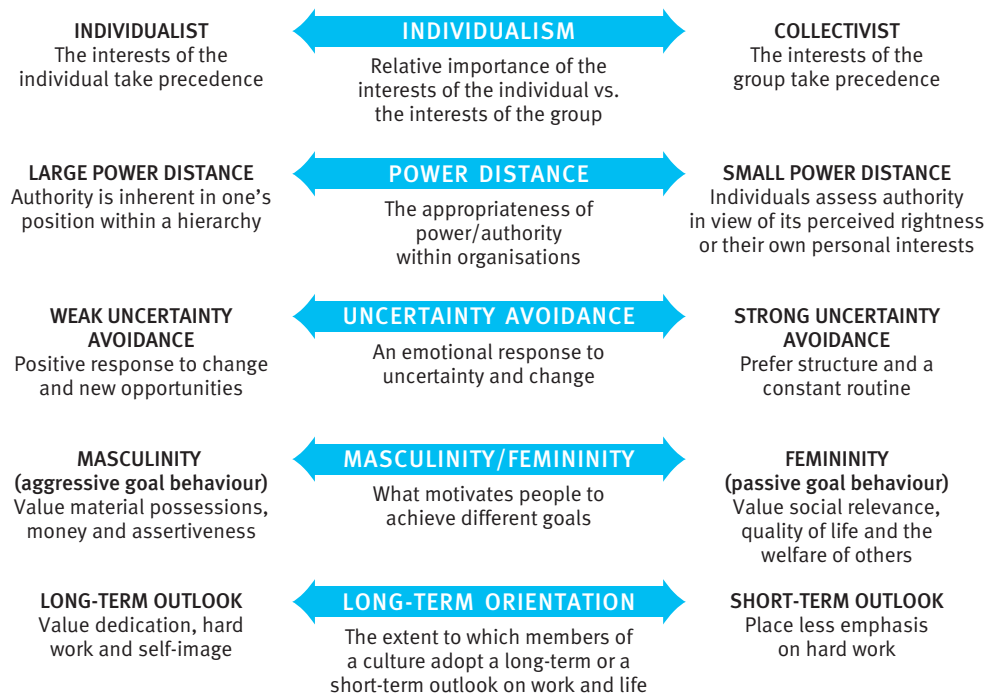 INDIVIDUALIST
The interests of the
individual take precedence
INDIVIDUALISM
Relative importance of the
interests of the individual vs.
the interests of the group
COLLECTIVIST
The interests of the
group take precedence
LARGE POWER DISTANCE
Authority is inherent in one’s
position within a hierarchy
POWER DISTANCE
The appropriateness of
power/authority
within organisations
SMALL POWER DISTANCE
Individuals assess authority
in view of its perceived rightness
or their own personal interests
WEAK UNCERTAINTY
AVOIDANCE
Positive response to change
and new opportunities
UNCERTAINTY AVOIDANCE
An emotional response to
uncertainty and change
STRONG UNCERTAINTY
AVOIDANCE
Prefer structure and a
constant routine
MASCULINITY
(aggressive goal behaviour)
Value material possessions,
money and assertiveness
MASCULINITY/FEMININITY
What motivates people to
achieve different goals
FEMININITY
(passive goal behaviour)
Value social relevance,
quality of life and the
welfare of others
LONG-TERM OUTLOOK
Value dedication, hard
work and self-image
LONG-TERM ORIENTATION
The extent to which members of
a culture adopt a long-term or a
short-term outlook on work and life
SHORT-TERM OUTLOOK
Place less emphasis
on hard work